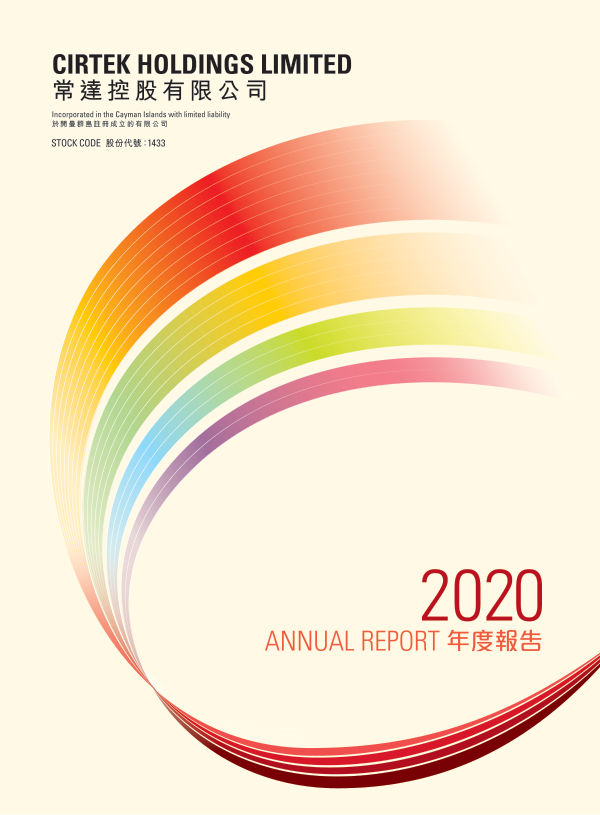 CIRTEK HOLDINGS LIMITED
常達控股有限公司
Incorporated in the Cayman Islands with limited liability
於開曼群島註冊成立的有限公司
STOCK CODE 股份代號：1433
2020
ANNUAL REPORT 年度報告